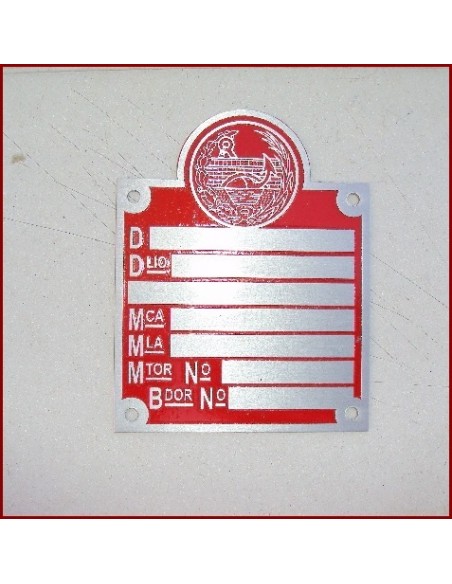 D
DLIO:
MCA
MLA
MTOR No
BDOR No